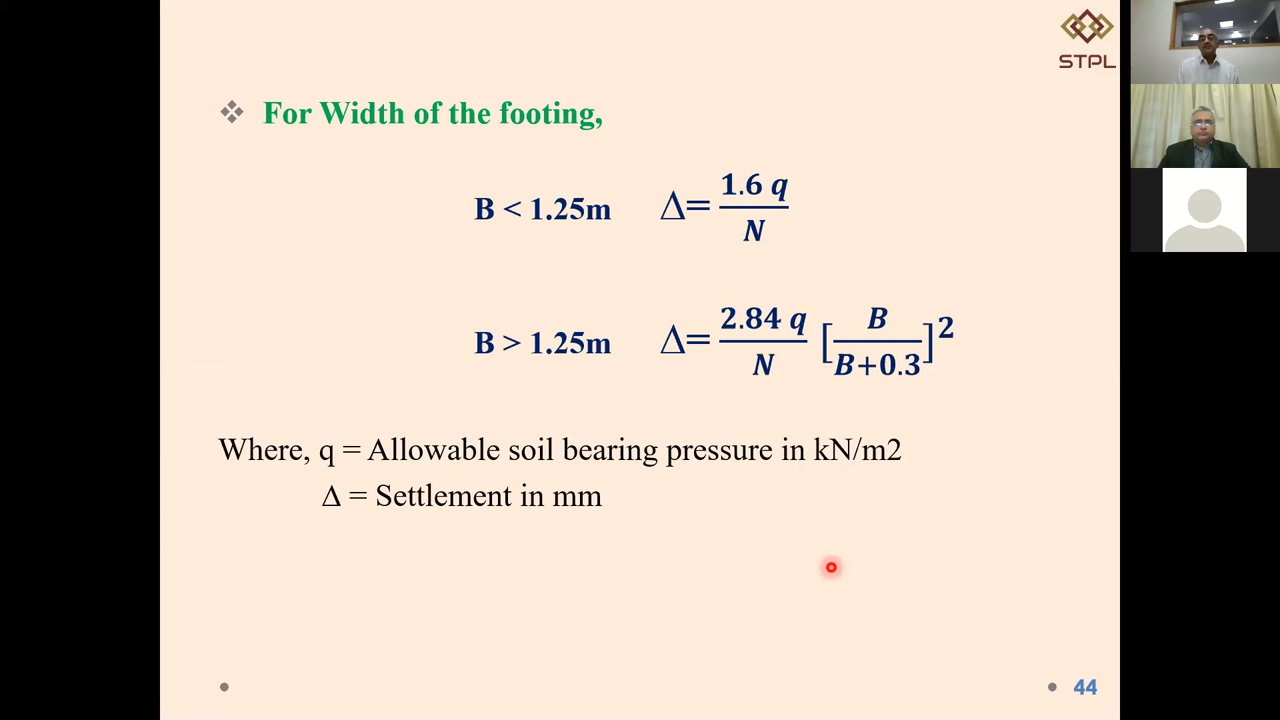 STPL
❖ For Width of the footing,
B < 1.25m Δ= 1.6 q / N
B > 1.25m Δ= 2.84 q / N [B / B+0.3]²
Where, q = Allowable soil bearing pressure in kN/m2
Δ = Settlement in mm
44